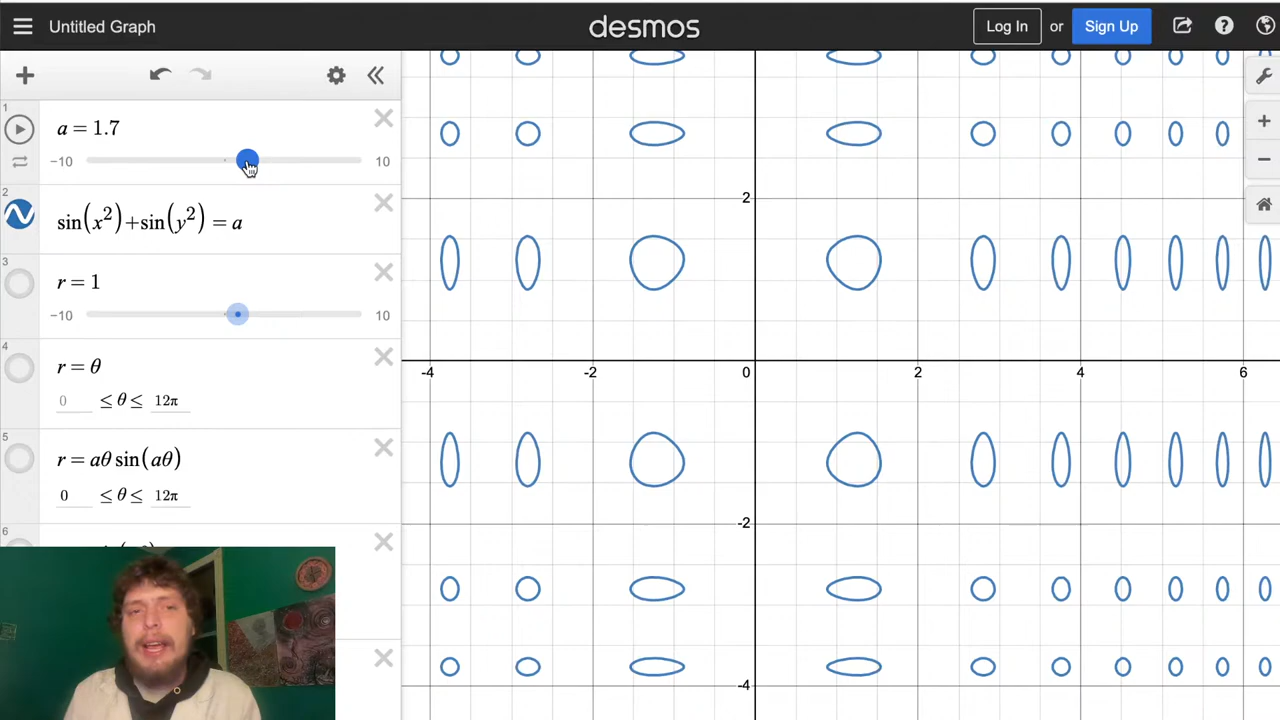 Untitled Graph
desmos
Log In or Sign Up
1
a = 1.7
−10
10
2
sin(x²)+sin(y²) = a
3
r = 1
−10
10
4
r = θ
0 ≤ θ ≤ 12π
5
r = aθ sin(aθ)
0 ≤ θ ≤ 12π
6
2
-4
-2
0
2
4
6
-2
-4